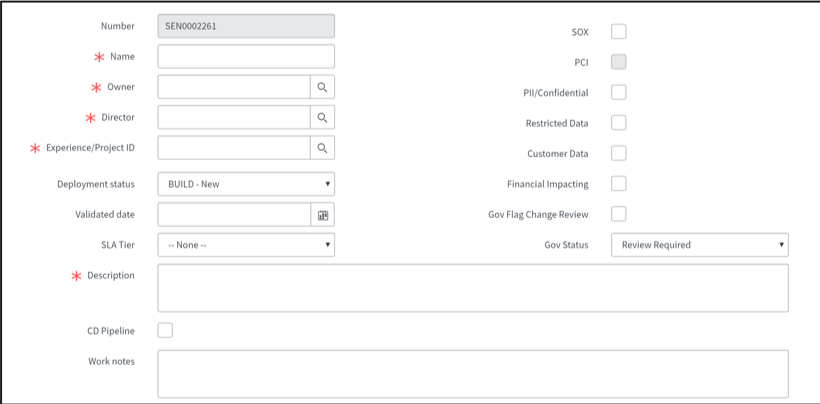 Number SEN0002261
Name
Owner
Director
Experience/Project ID
Deployment status BUILD - New
Validated date
SLA Tier -- None --
SOX
PCI
PII/Confidential
Restricted Data
Customer Data
Financial Impacting
Gov Flag Change Review
Gov Status Review Required
Description
CD Pipeline
Work notes